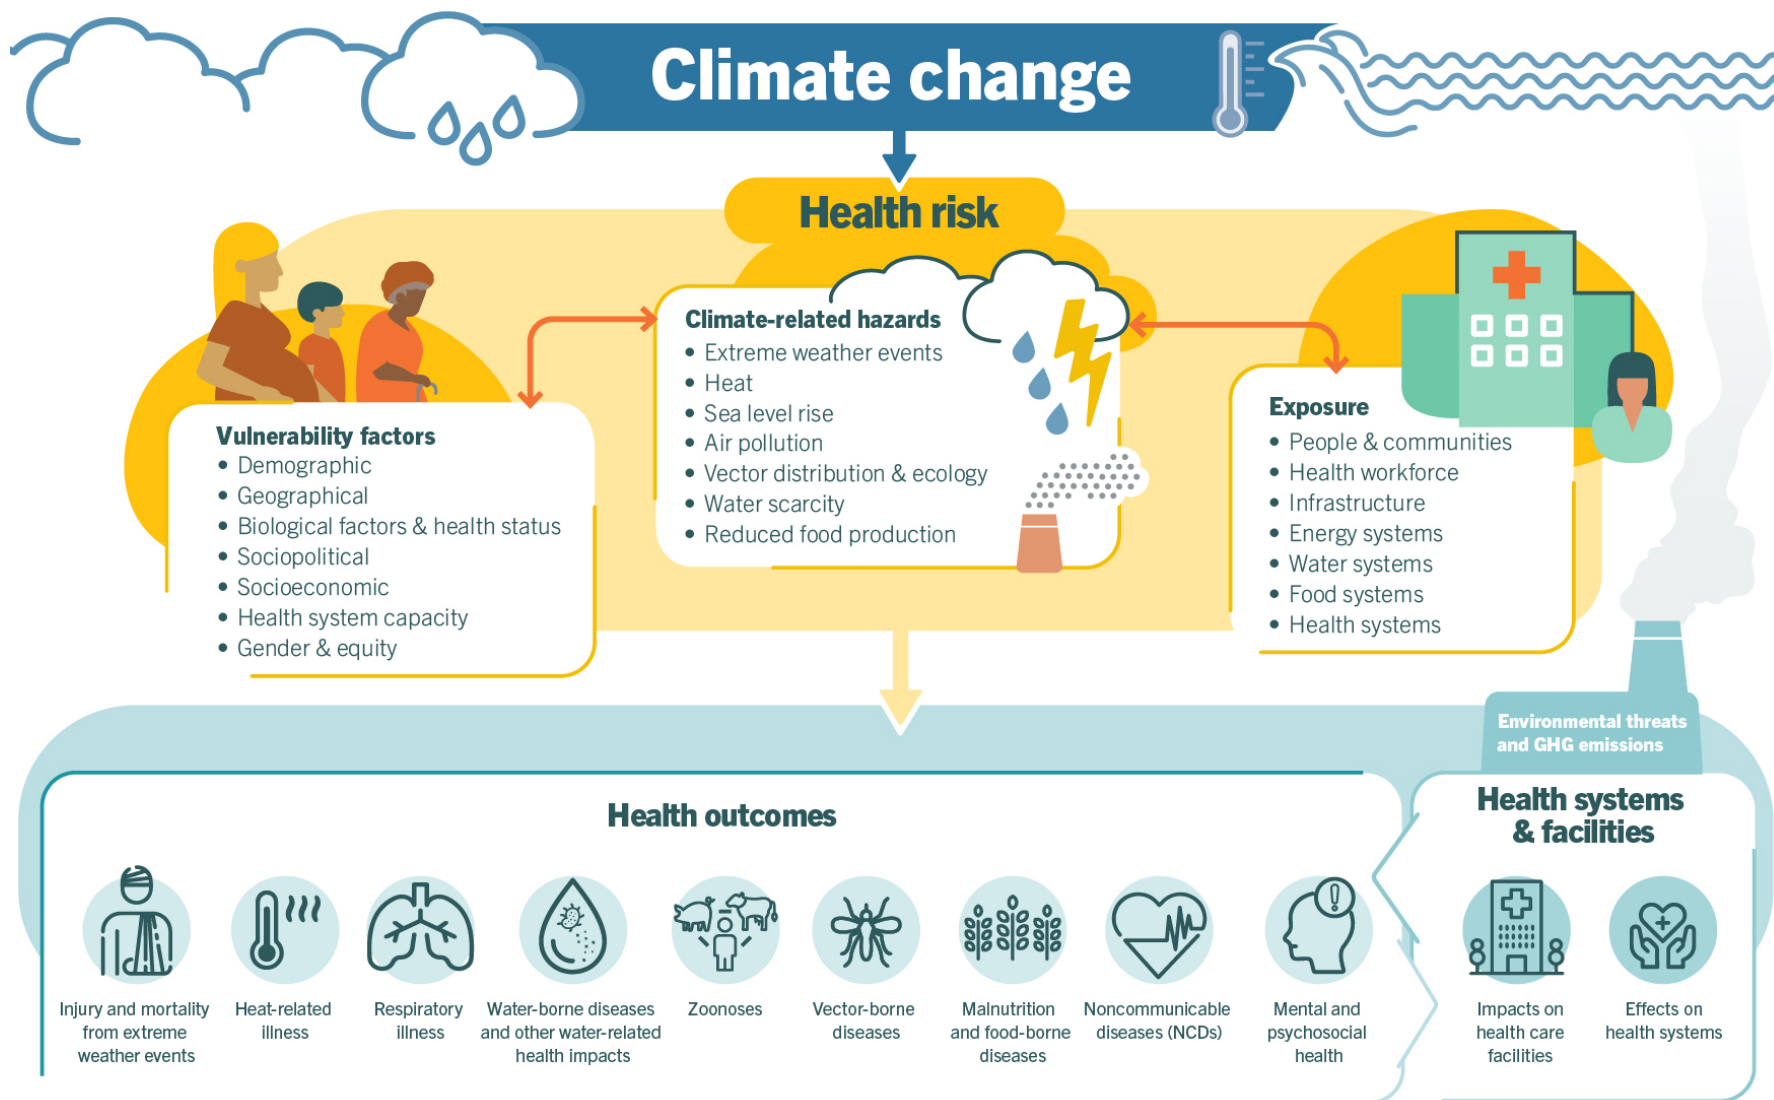 Climate change
Health risk
Vulnerability factors
• Demographic
• Geographical
• Biological factors & health status
• Sociopolitical
• Socioeconomic
• Health system capacity
• Gender & equity
Climate-related hazards
• Extreme weather events
• Heat
• Sea level rise
• Air pollution
• Vector distribution & ecology
• Water scarcity
• Reduced food production
Exposure
• People & communities
• Health workforce
• Infrastructure
• Energy systems
• Water systems
• Food systems
• Health systems
Environmental threats
and GHG emissions
Health outcomes
Injury and mortality
from extreme
weather events
Heat-related
illness
Respiratory
illness
Water-borne diseases
and other water-related
health impacts
Zoonoses
Vector-borne
diseases
Malnutrition
and food-borne
diseases
Noncommunicable
diseases (NCDs)
Mental and
psychosocial
health
Health systems
& facilities
Impacts on
health care
facilities
Effects on
health systems